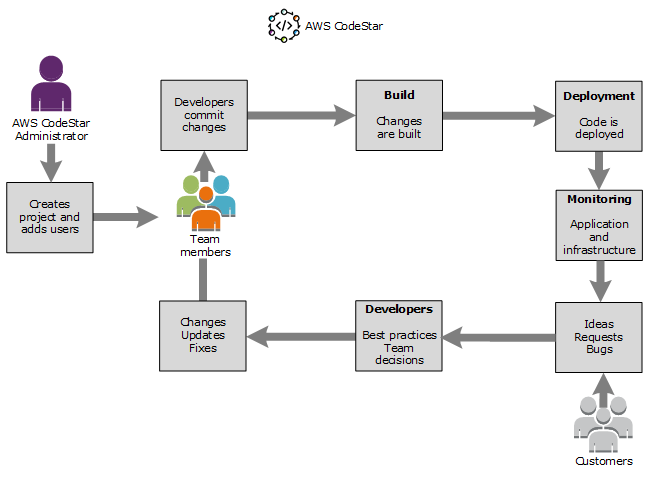 AWS CodeStar
AWS CodeStar
Administrator
Creates
project and
adds users
Developers
commit
changes
Team
members
Build
Changes
are built
Deployment
Code is
deployed
Monitoring
Application
and
infrastructure
Ideas
Requests
Bugs
Customers
Developers
Best practices
Team
decisions
Changes
Updates
Fixes